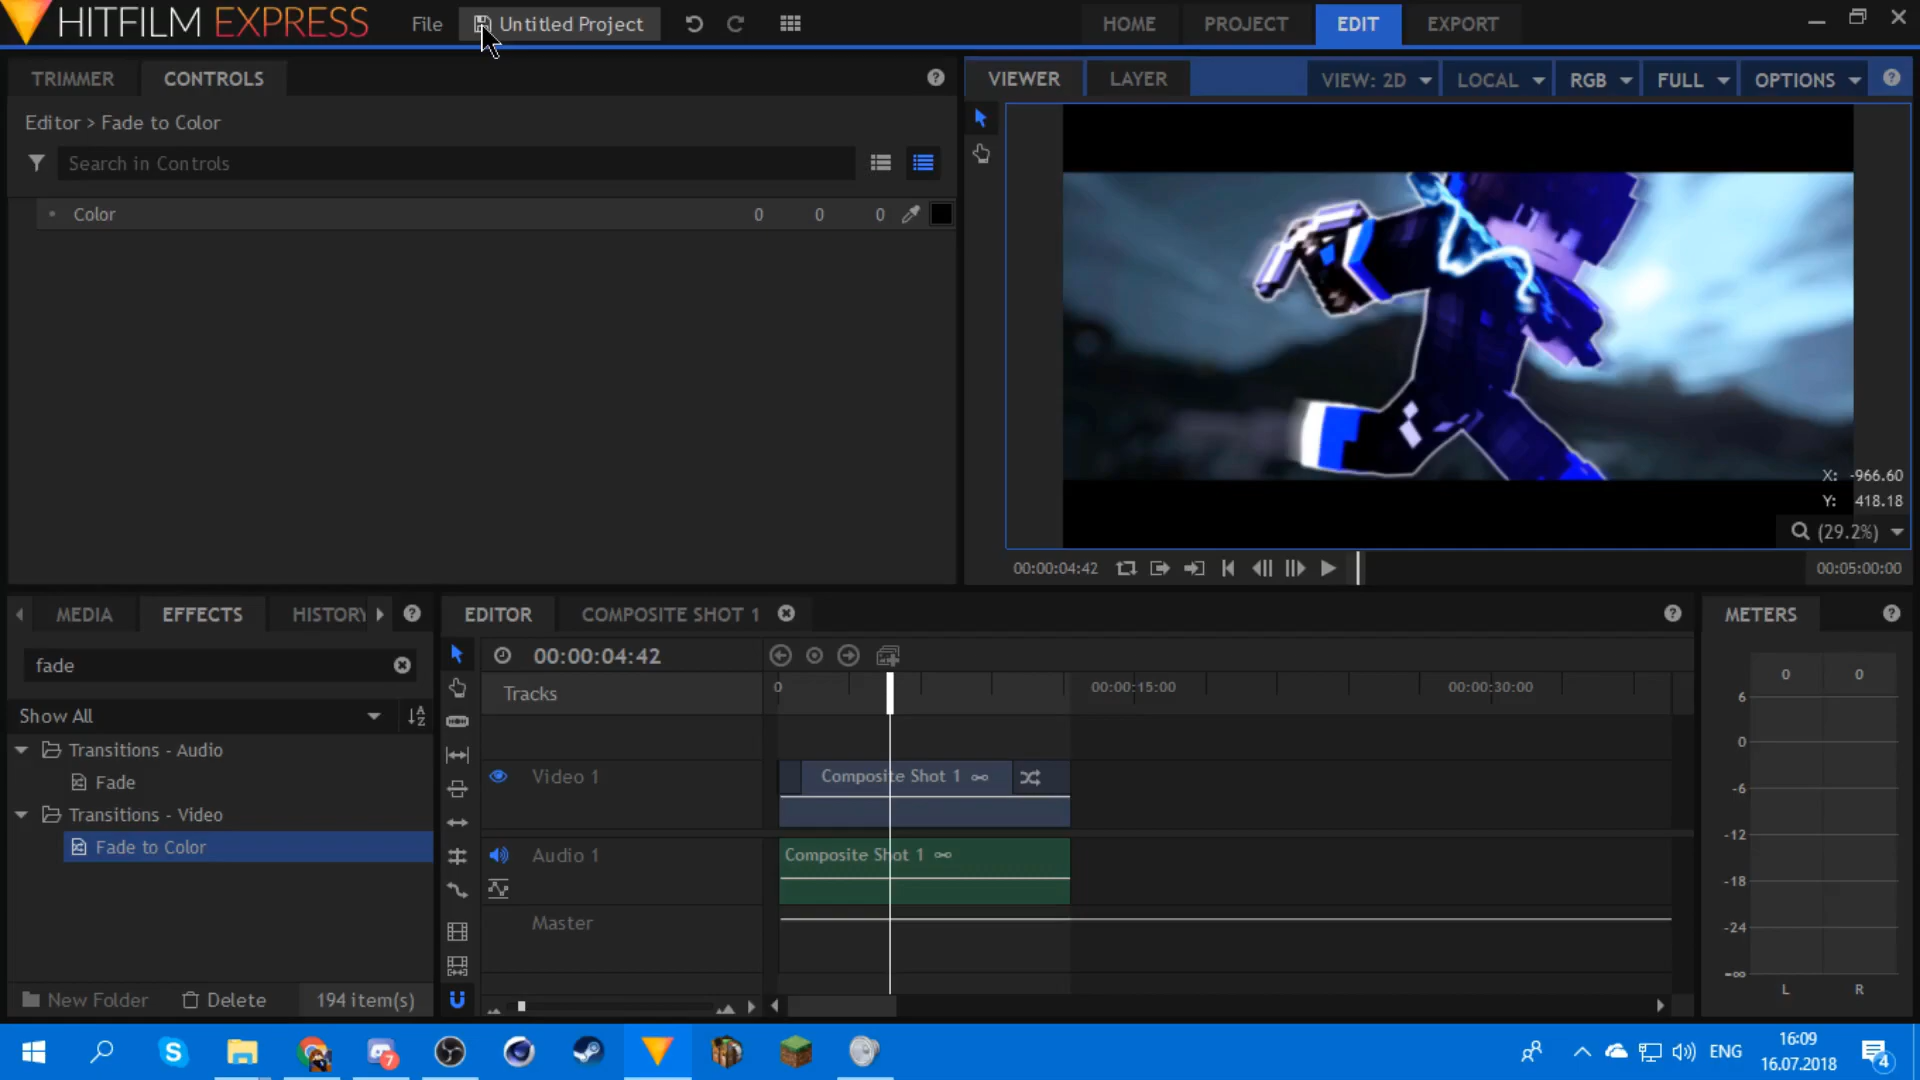 HITFILM EXPRESS File Untitled Project HOME PROJECT EDIT EXPORT
TRIMMER CONTROLS
Editor > Fade to Color
Search in Controls
Color 0 0 0
VIEWER LAYER VIEW: 2D LOCAL RGB FULL OPTIONS
X: -966.60
Y: 418.18
(29.2%)
00:00:04:42 00:05:00:00
MEDIA EFFECTS HISTORY
fade
Show All
Transitions - Audio
Fade
Transitions - Video
Fade to Color
New Folder Delete 194 item(s)
EDITOR COMPOSITE SHOT 1
00:00:04:42
Tracks 0 00:00:15:00 00:00:30:00
Video 1 Composite Shot 1
Audio 1 Composite Shot 1
Master
METERS
0 0
6
0
-6
-12
-18
-24
-∞
L R
7
ENG
16:09
16.07.2018
4